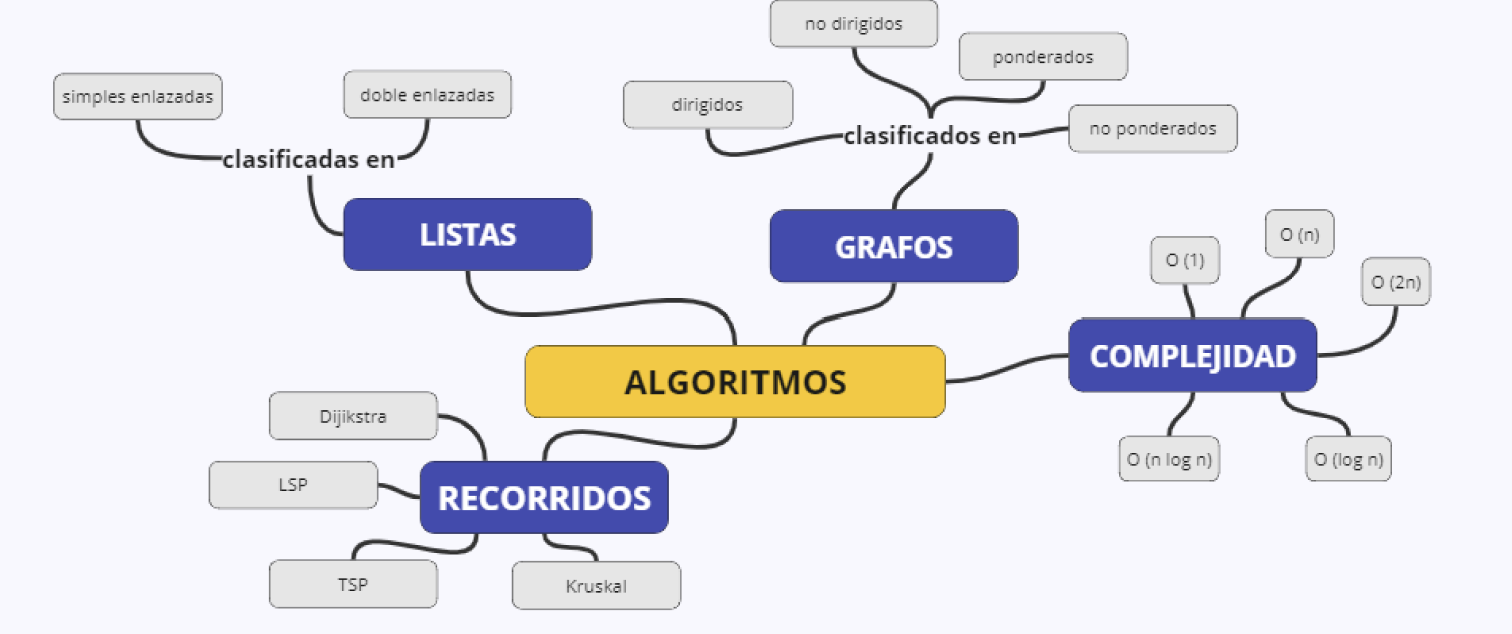 no dirigidos
ponderados
simples enlazadas
doble enlazadas
dirigidos
clasificados en
no ponderados
clasificadas en
LISTAS
GRAFOS
O (n)
O (1)
O (2n)
COMPLEJIDAD
ALGORITMOS
Dijikstra
O (n log n)
O (log n)
LSP
RECORRIDOS
TSP
Kruskal